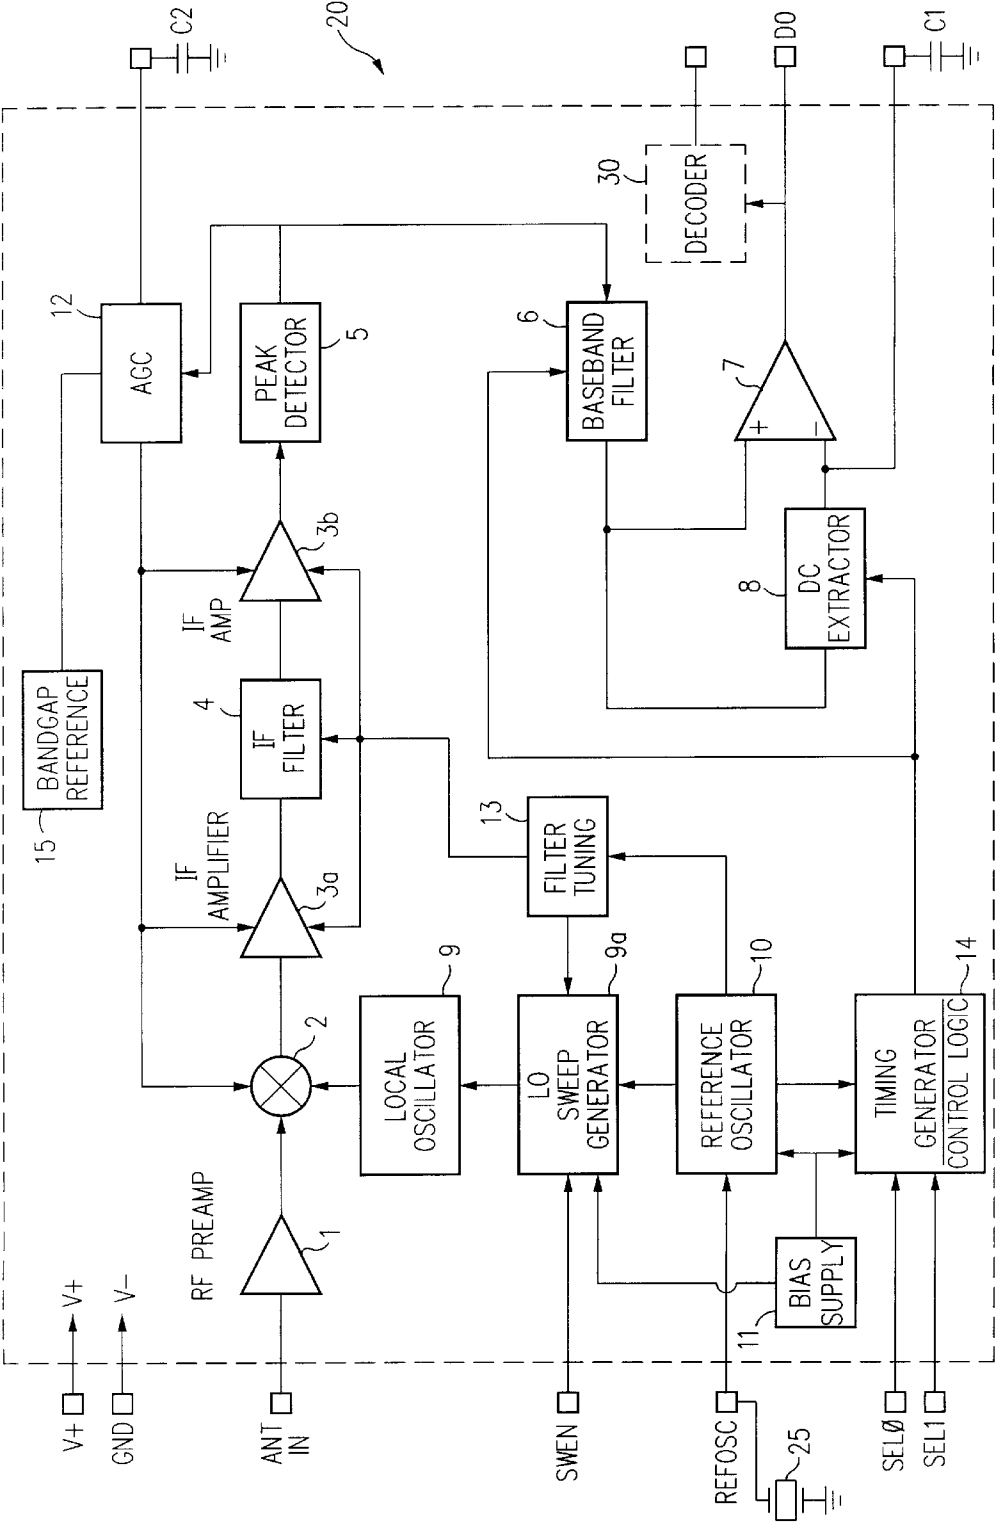 V+
V+
GND
V-
15
BANDGAP
REFERENCE
12
AGC
C2
20
ANT
IN
RF PREAMP
1
2
IF
AMPLIFIER
3a
4
IF
FILTER
IF
AMP
3b
PEAK
DETECTOR
5
LOCAL
OSCILLATOR
9
SWEN
LO
SWEEP
GENERATOR
9a
13
FILTER
TUNING
6
BASEBAND
FILTER
30
DECODER
REFOSC
25
REFERENCE
OSCILLATOR
10
11
BIAS
SUPPLY
7
+
−
DO
8
DC
EXTRACTOR
SELØ
SEL1
TIMING
GENERATOR
CONTROL LOGIC
14
C1